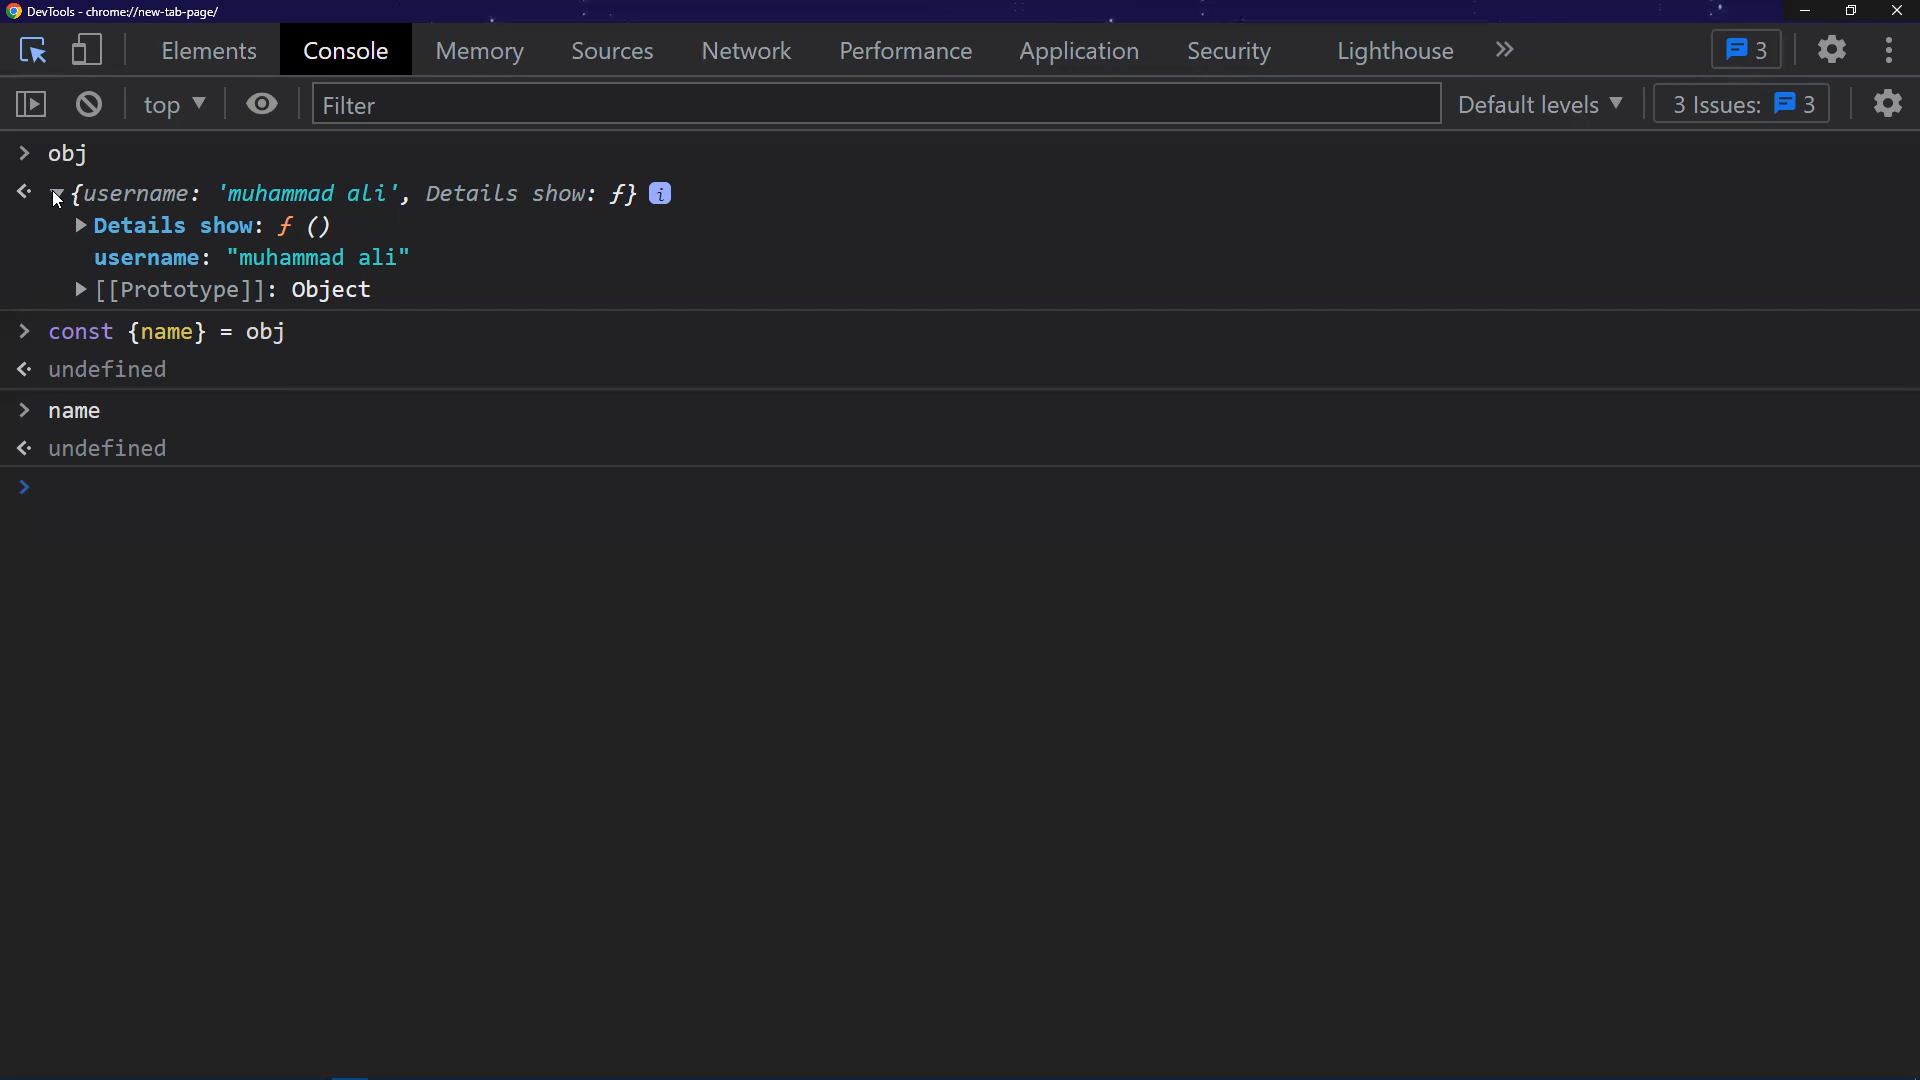 DevTools - chrome://new-tab-page/
Elements Console Memory Sources Network Performance Application Security Lighthouse » 3
top ▼ Filter Default levels ▼ 3 Issues: 3
> obj
▼ {username: 'muhammad ali', Details show: ƒ} i
▶ Details show: ƒ ()
username: "muhammad ali"
▶ [[Prototype]]: Object
> const {name} = obj
undefined
> name
undefined
>